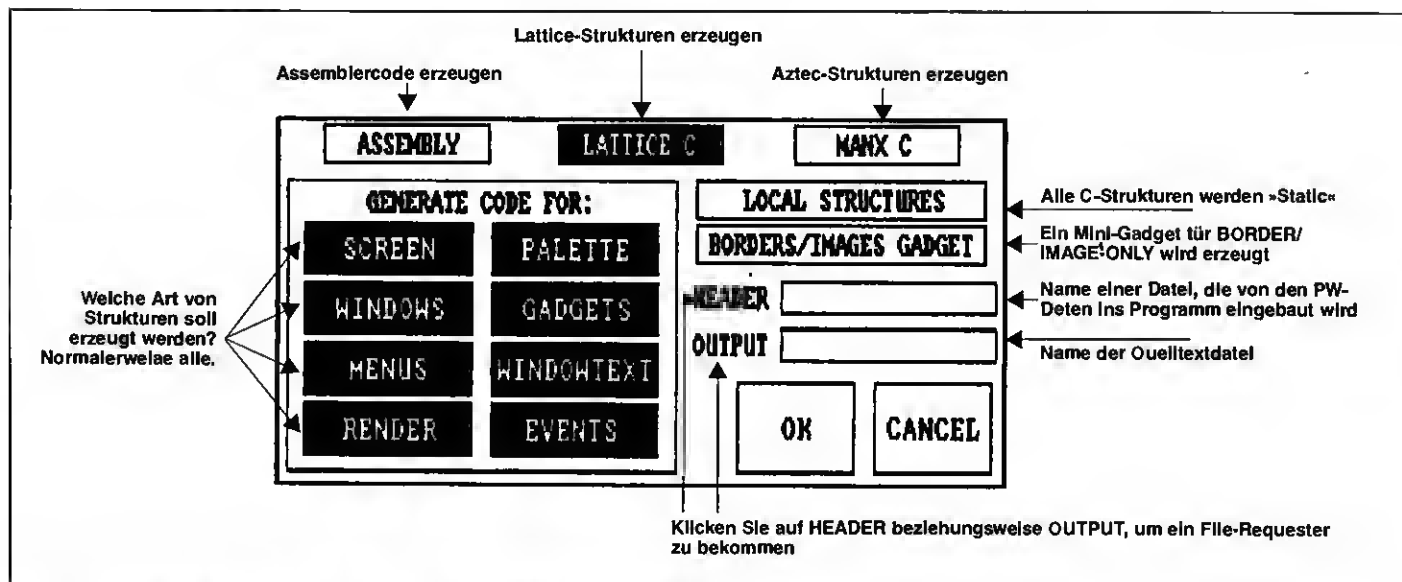 Lattice-Strukturen erzeugen
Assemblercode erzeugen
Aztec-Strukturen erzeugen
ASSEMBLY
LATTICE C
MANX C
GENERATE CODE FOR:
SCREEN
PALETTE
WINDOWS
GADGETS
MENUS
WINDOWTEXT
RENDER
EVENTS
LOCAL STRUCTURES
BORDERS/IMAGES GADGET
HEADER
OUTPUT
OK
CANCEL
Welche Art von
Strukturen soll
erzeugt werden?
Normalerwelae alle.
Alle C-Strukturen werden »Static«
Ein Mini-Gadget tür BORDER/
IMAGE ONLY wird erzeugt
Name einer Datei, die von den PW-
Deten ins Programm eingebaut wird
Name der Ouelltextdatei
Klicken Sie auf HEADER beziehungsweise OUTPUT, um ein File-Requester
zu bekommen